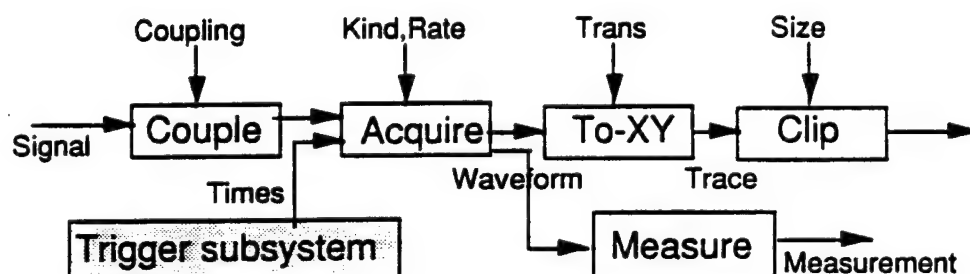 Coupling
Kind,Rate
Trans
Size
Signal
Couple
Acquire
To-XY
Clip
Times
Waveform
Trace
Trigger subsystem
Measure
Measurement